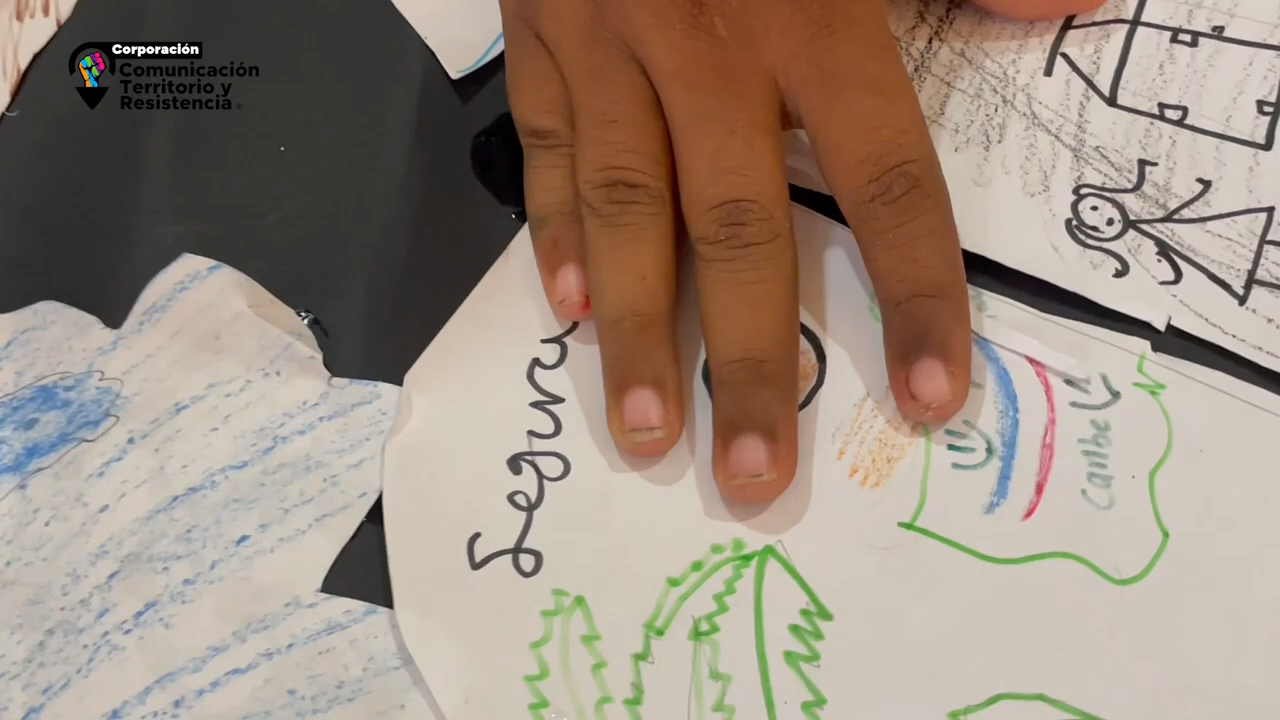 Corporación
Comunicación
Territorio y
Resistencia
Segur
Caribe